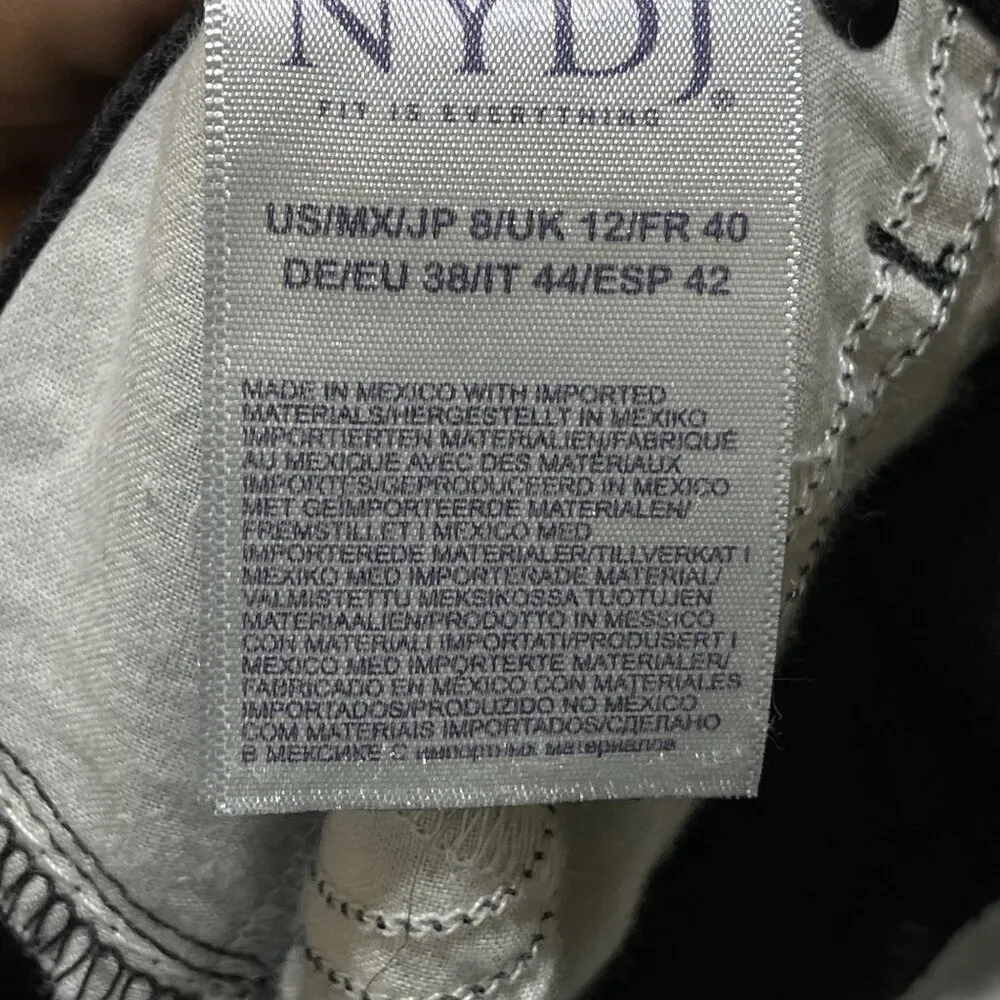 NYDJ®
FIT IS EVERYTHING
US/MX/JP 8/UK 12/FR 40
DE/EU 38/IT 44/ESP 42
MADE IN MEXICO WITH IMPORTED
MATERIALS/HERGESTELLT IN MEXIKO
IMPORTIERTEN MATERIALIEN/FABRIQUÉ
AU MEXIQUE AVEC DES MATÉRIAUX
IMPORTÉS/GEPRODUCEERD IN MEXICO
MET GEÏMPORTEERDE MATERIALEN/
FREMSTILLET I MEXICO MED
IMPORTEREDE MATERIALER/TILLVERKAT I
MEXIKO MED IMPORTERADE MATERIAL/
VALMISTETTU MEKSIKOSSA TUOTUJEN
MATERIAALIEN/PRODOTTO IN MESSICO
CON MATERIALI IMPORTATI/PRODUSERT I
MEXICO MED IMPORTERTE MATERIALER/
FABRICADO EN MÉXICO CON MATERIALES
IMPORTADOS/PRODUZIDO NO MÉXICO
COM MATERIAIS IMPORTADOS/СДЕЛАНО
В МЕКСИКЕ С импортных материалов